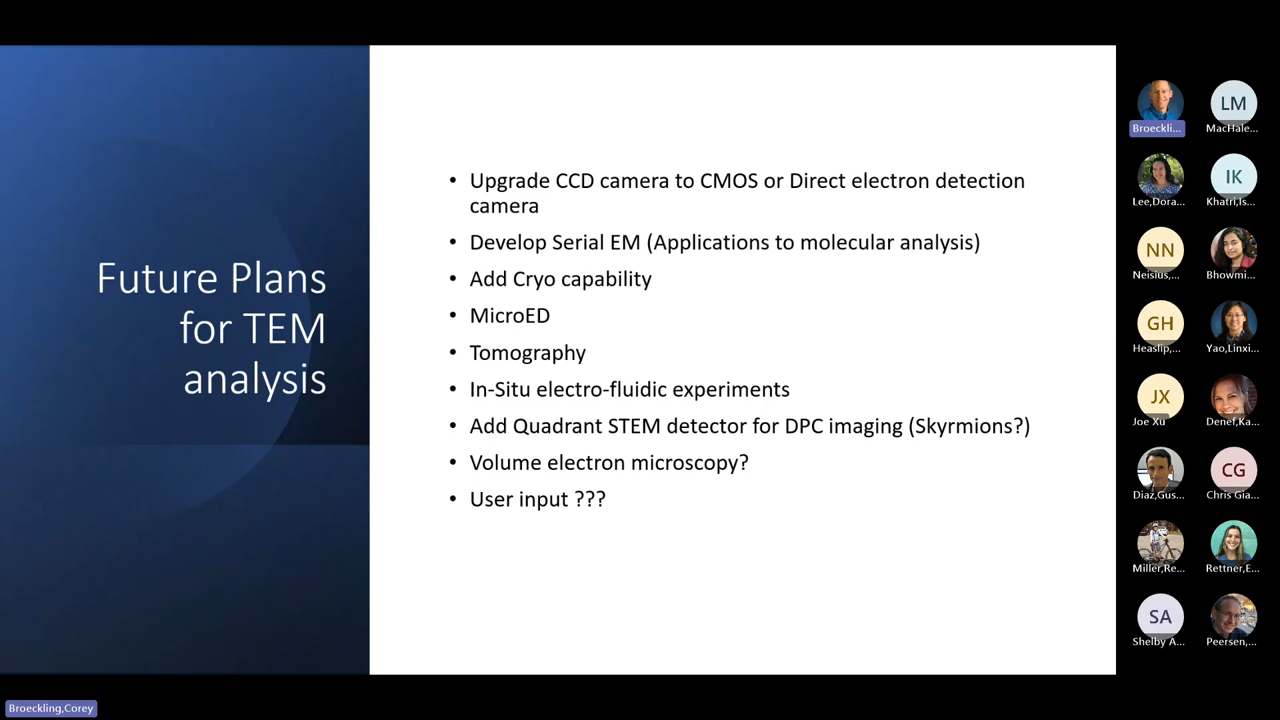 Future Plans
for TEM
analysis
• Upgrade CCD camera to CMOS or Direct electron detection
camera
• Develop Serial EM (Applications to molecular analysis)
• Add Cryo capability
• MicroED
• Tomography
• In-Situ electro-fluidic experiments
• Add Quadrant STEM detector for DPC imaging (Skyrmions?)
• Volume electron microscopy?
• User input ???
LM
Broeckli...
MacHale...
IK
Lee,Dora...
Khatri,Is...
NN
Neisius,...
Bhowmi...
GH
Heaslip,...
Yao,Linxi...
JX
Joe Xu
Denef,Ka...
CG
Diaz,Gus...
Chris Gia...
Miller,Re...
Rettner,E...
SA
Shelby A...
Peersen,...
Broeckling,Corey